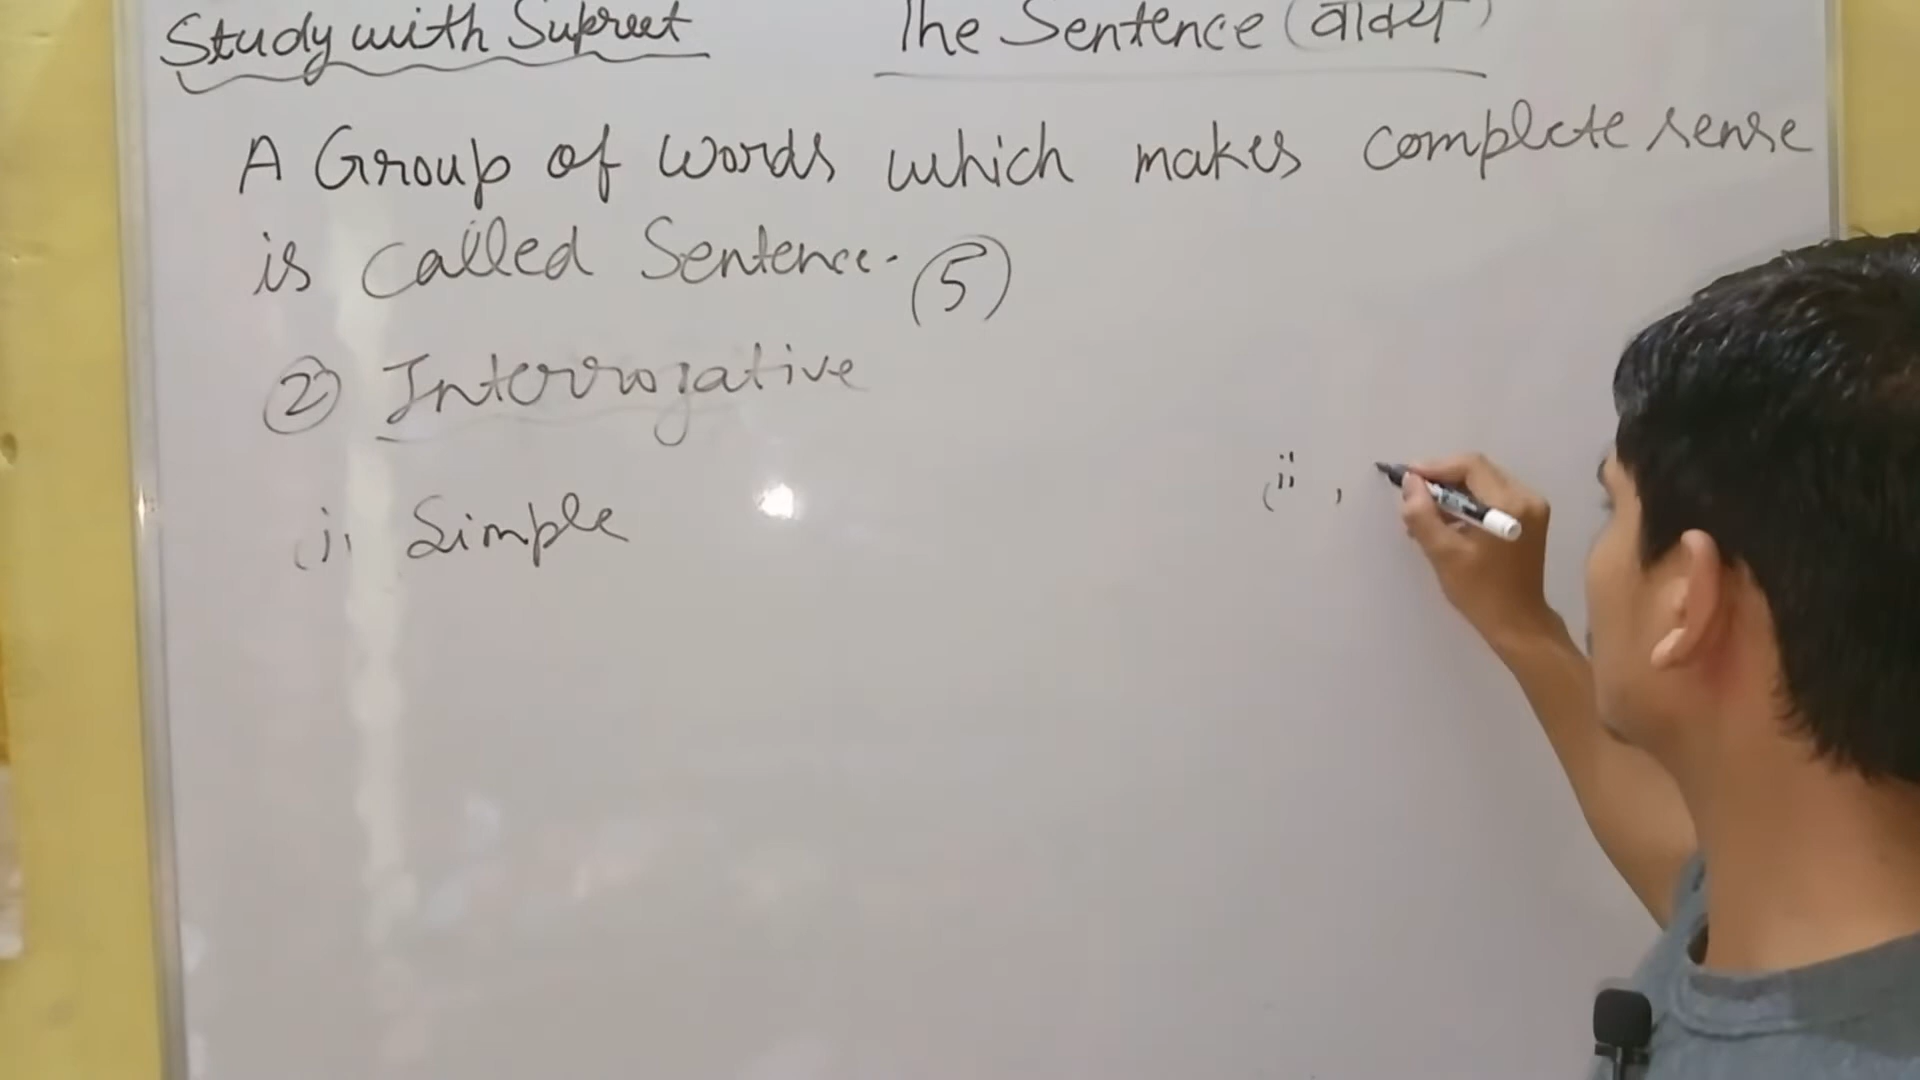 Study with Supreet
The Sentence (वाक्य)
A Group of words which makes complete sense
is called Sentence. (5)
② Interrogative
(i) Simple
(ii)